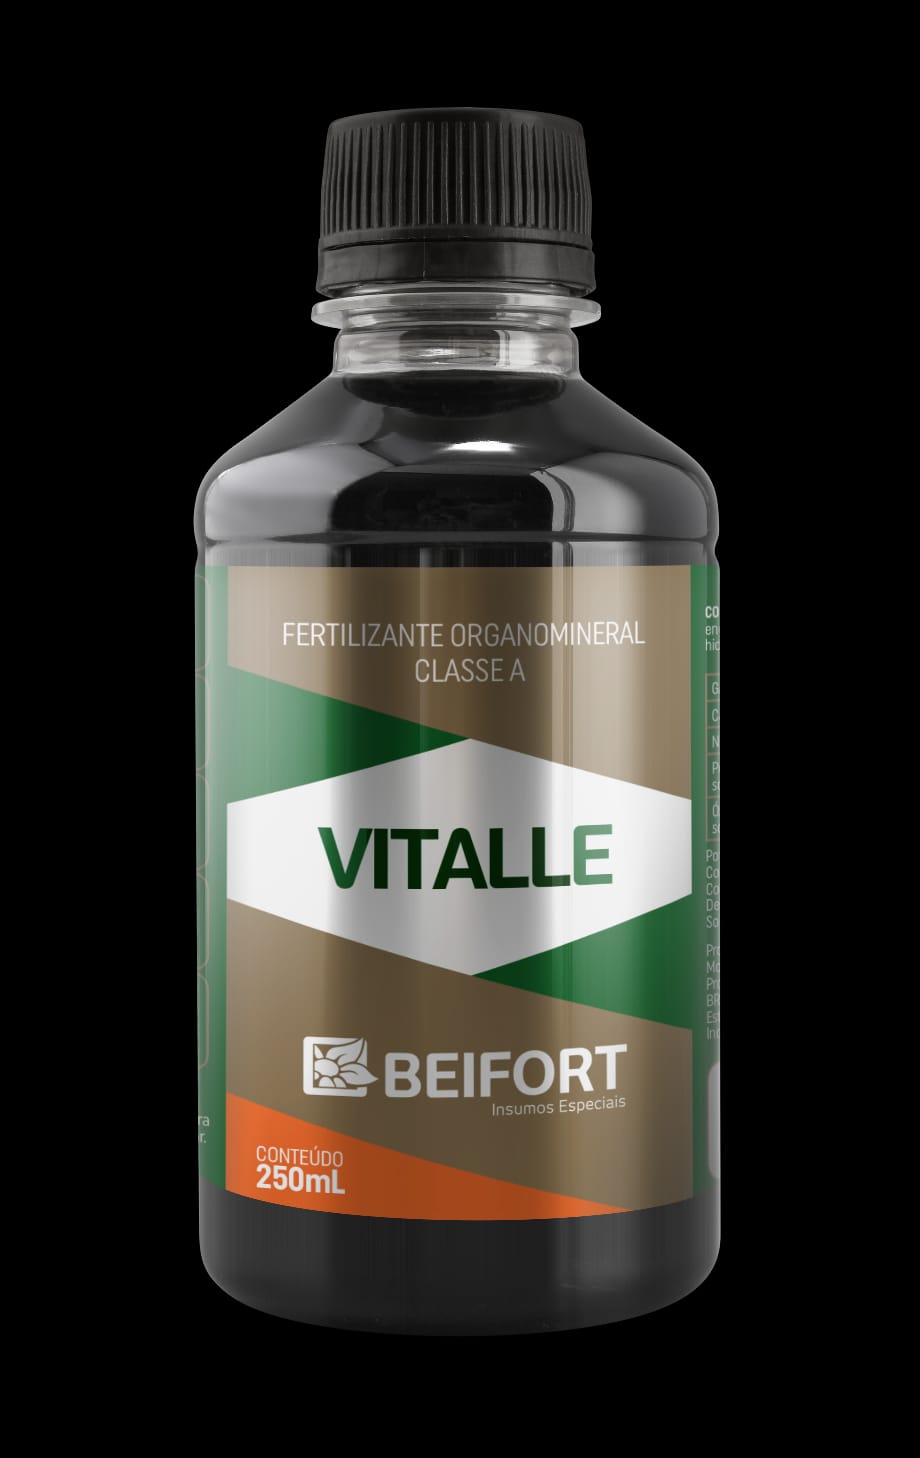 FERTILIZANTE ORGANOMINERAL
CLASSE A
VITALLE
BEIFORT
Insumos Especiais
CONTEÚDO
250mL